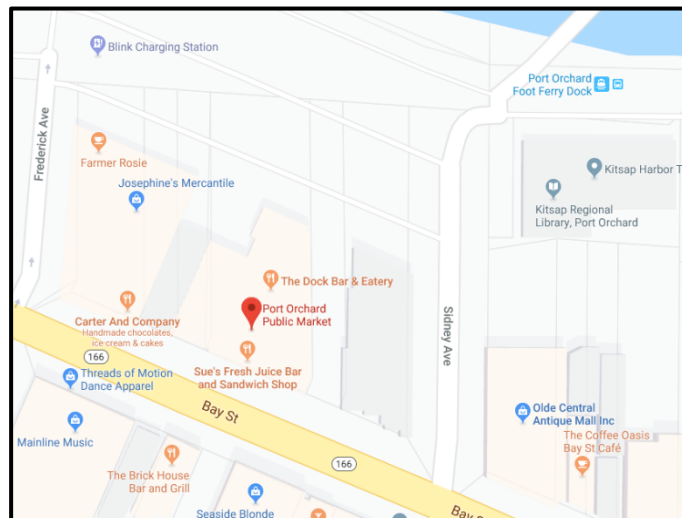 Blink Charging Station
Port Orchard
Foot Ferry Dock
Frederick Ave
Farmer Rosie
Josephine's Mercantile
Kitsap Harbor T
Kitsap Regional
Library, Port Orchard
The Dock Bar & Eatery
Port Orchard
Public Market
Carter And Company
Handmade chocolates,
ice cream & cakes
Sidney Ave
166
Threads of Motion
Dance Apparel
Sue's Fresh Juice Bar
and Sandwich Shop
Bay St
Olde Central
Antique Mall Inc
Mainline Music
The Coffee Oasis
Bay St Café
166
The Brick House
Bar and Grill
Seaside Blonde
Bay S